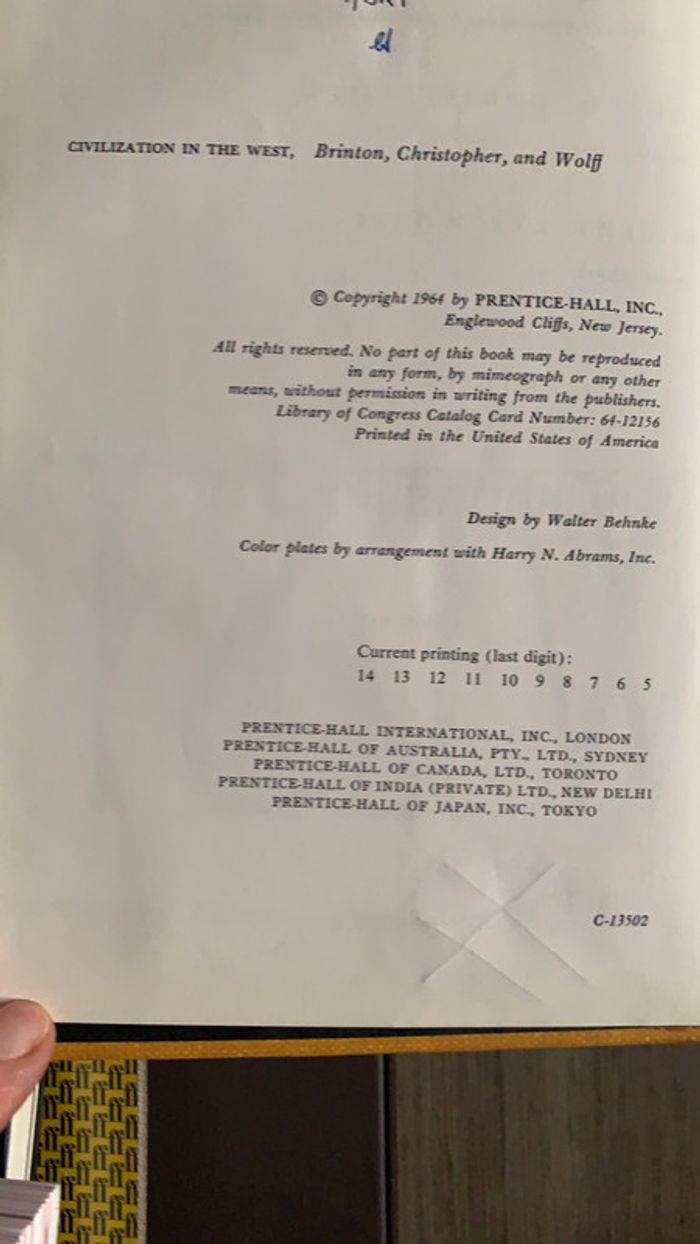 el
CIVILIZATION IN THE WEST, Brinton, Christopher, and Wolff
© Copyright 1964 by PRENTICE-HALL, INC.,
Englewood Cliffs, New Jersey.
All rights reserved. No part of this book may be reproduced
in any form, by mimeograph or any other
means, without permission in writing from the publishers.
Library of Congress Catalog Card Number: 64-12156
Printed in the United States of America
Design by Walter Behnke
Color plates by arrangement with Harry N. Abrams, Inc.
Current printing (last digit):
14 13 12 11 10 9 8 7 6 5
PRENTICE-HALL INTERNATIONAL, INC., LONDON
PRENTICE-HALL OF AUSTRALIA, PTY., LTD., SYDNEY
PRENTICE-HALL OF CANADA, LTD., TORONTO
PRENTICE-HALL OF INDIA (PRIVATE) LTD., NEW DELHI
PRENTICE-HALL OF JAPAN, INC., TOKYO
C-13502